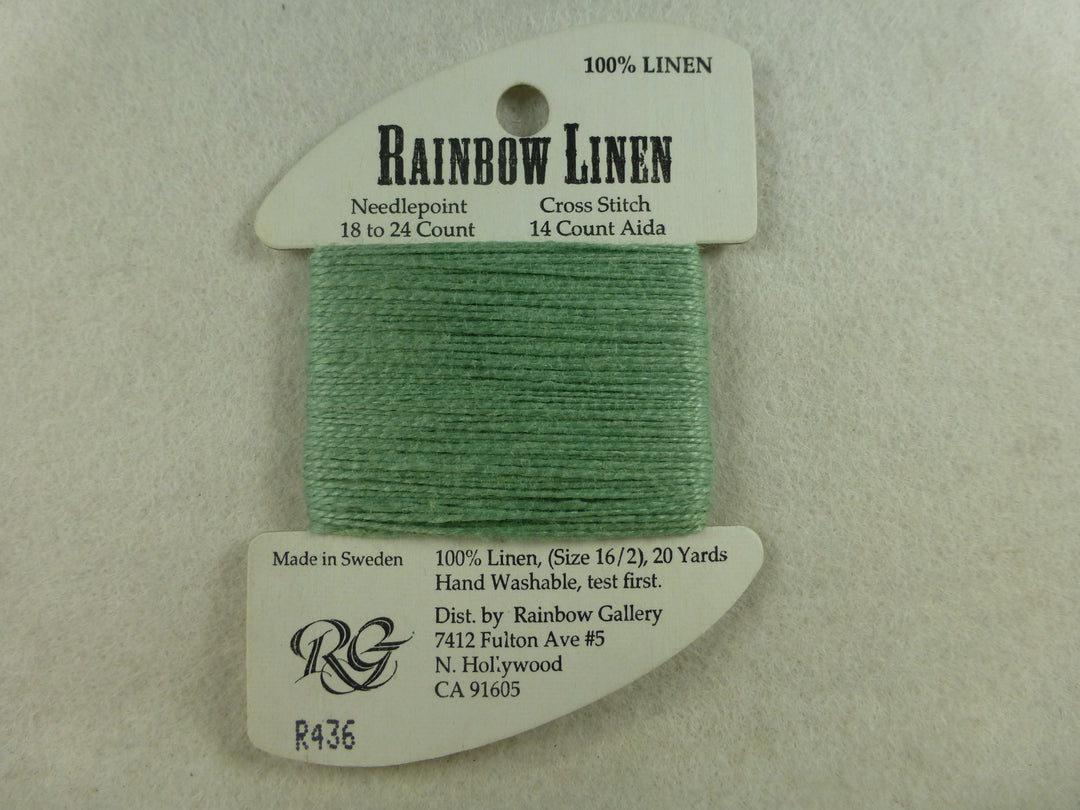 100% LINEN
RAINBOW LINEN
Needlepoint
18 to 24 Count
Cross Stitch
14 Count Aida
Made in Sweden
100% Linen, (Size 16/2), 20 Yards
Hand Washable, test first.
Dist. by Rainbow Gallery
7412 Fulton Ave #5
N. Hollywood
CA 91605
RG
R436